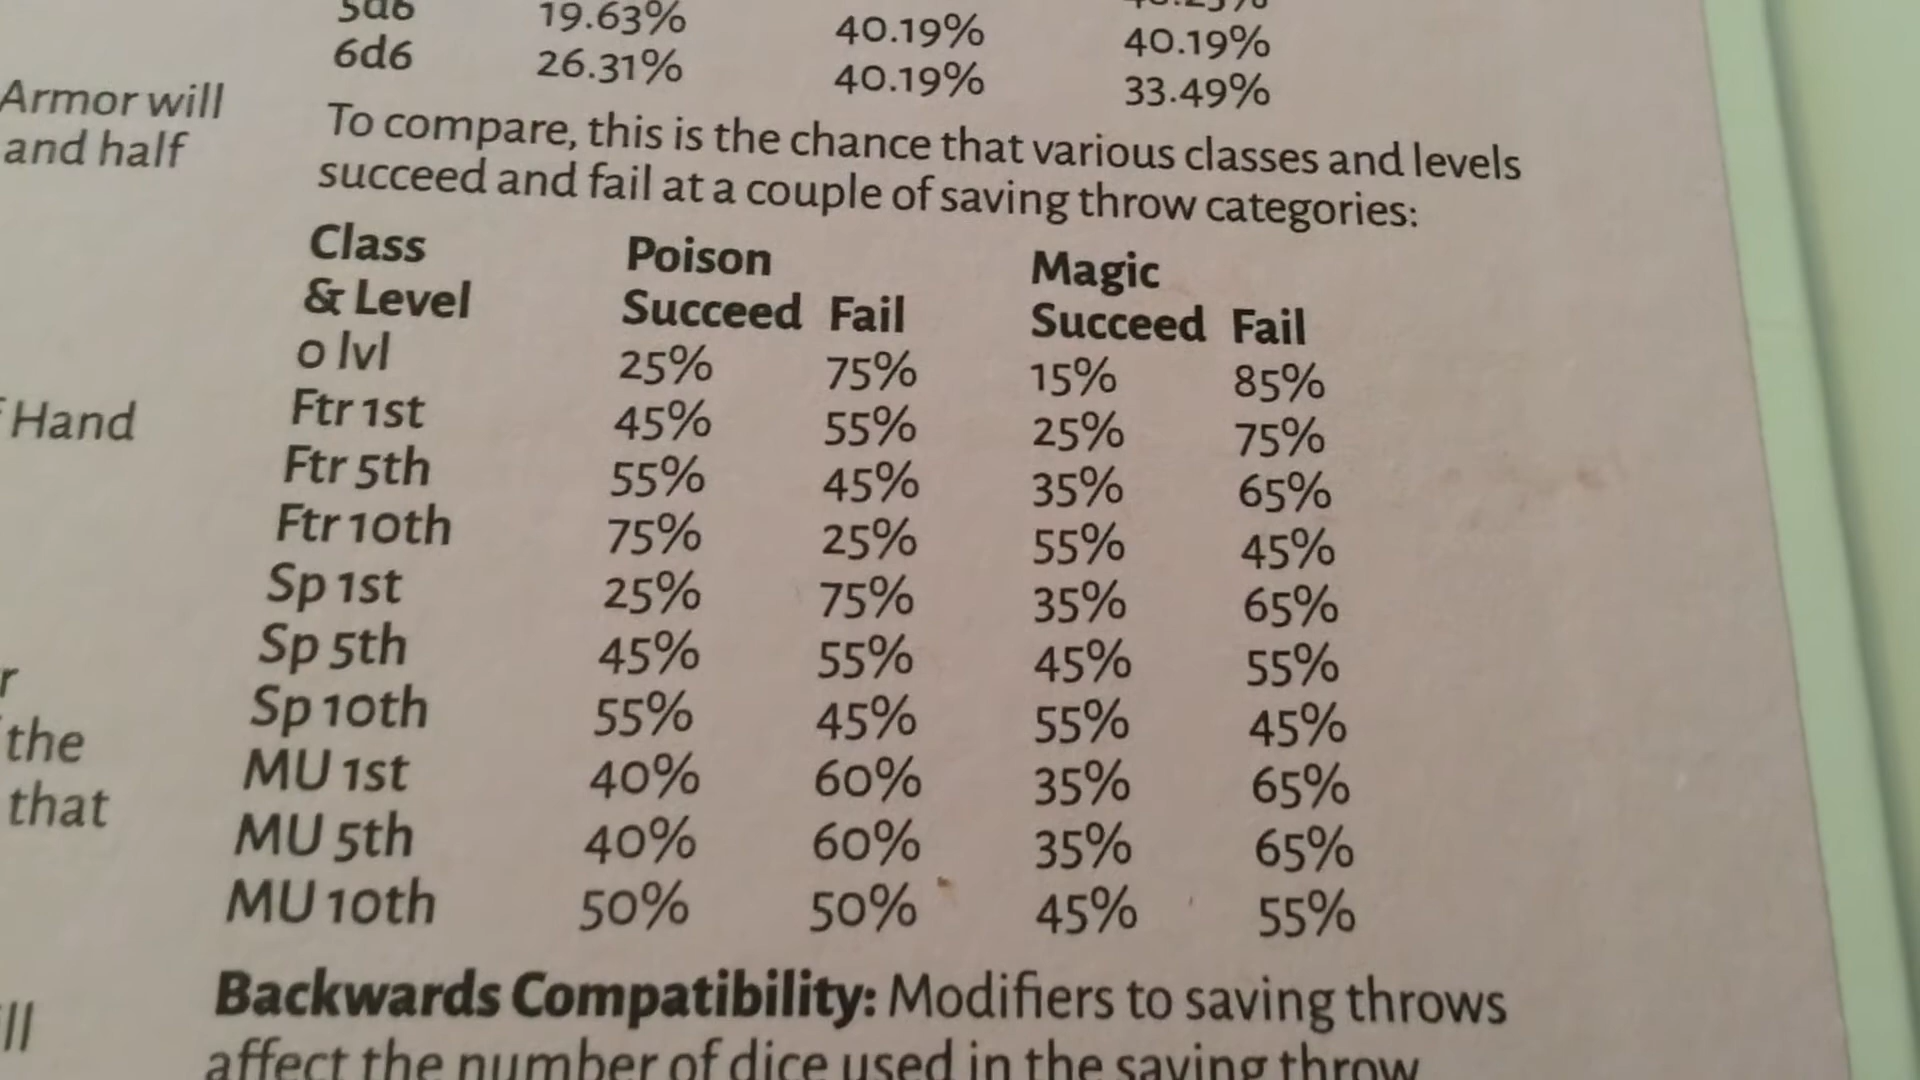 5d6 19.63% 40.19% 40.19%
6d6 26.31% 40.19% 33.49%
Armor will
and half
Hand
the
that
To compare, this is the chance that various classes and levels
succeed and fail at a couple of saving throw categories:
Class Poison Magic
& Level Succeed Fail Succeed Fail
0 lvl 25% 75% 15% 85%
Ftr 1st 45% 55% 25% 75%
Ftr 5th 55% 45% 35% 65%
Ftr 10th 75% 25% 55% 45%
Sp 1st 25% 75% 35% 65%
Sp 5th 45% 55% 45% 55%
Sp 10th 55% 45% 55% 45%
MU 1st 40% 60% 35% 65%
MU 5th 40% 60% 35% 65%
MU 10th 50% 50% 45% 55%
Backwards Compatibility: Modifiers to saving throws
affect the number of dice used in the saving throw